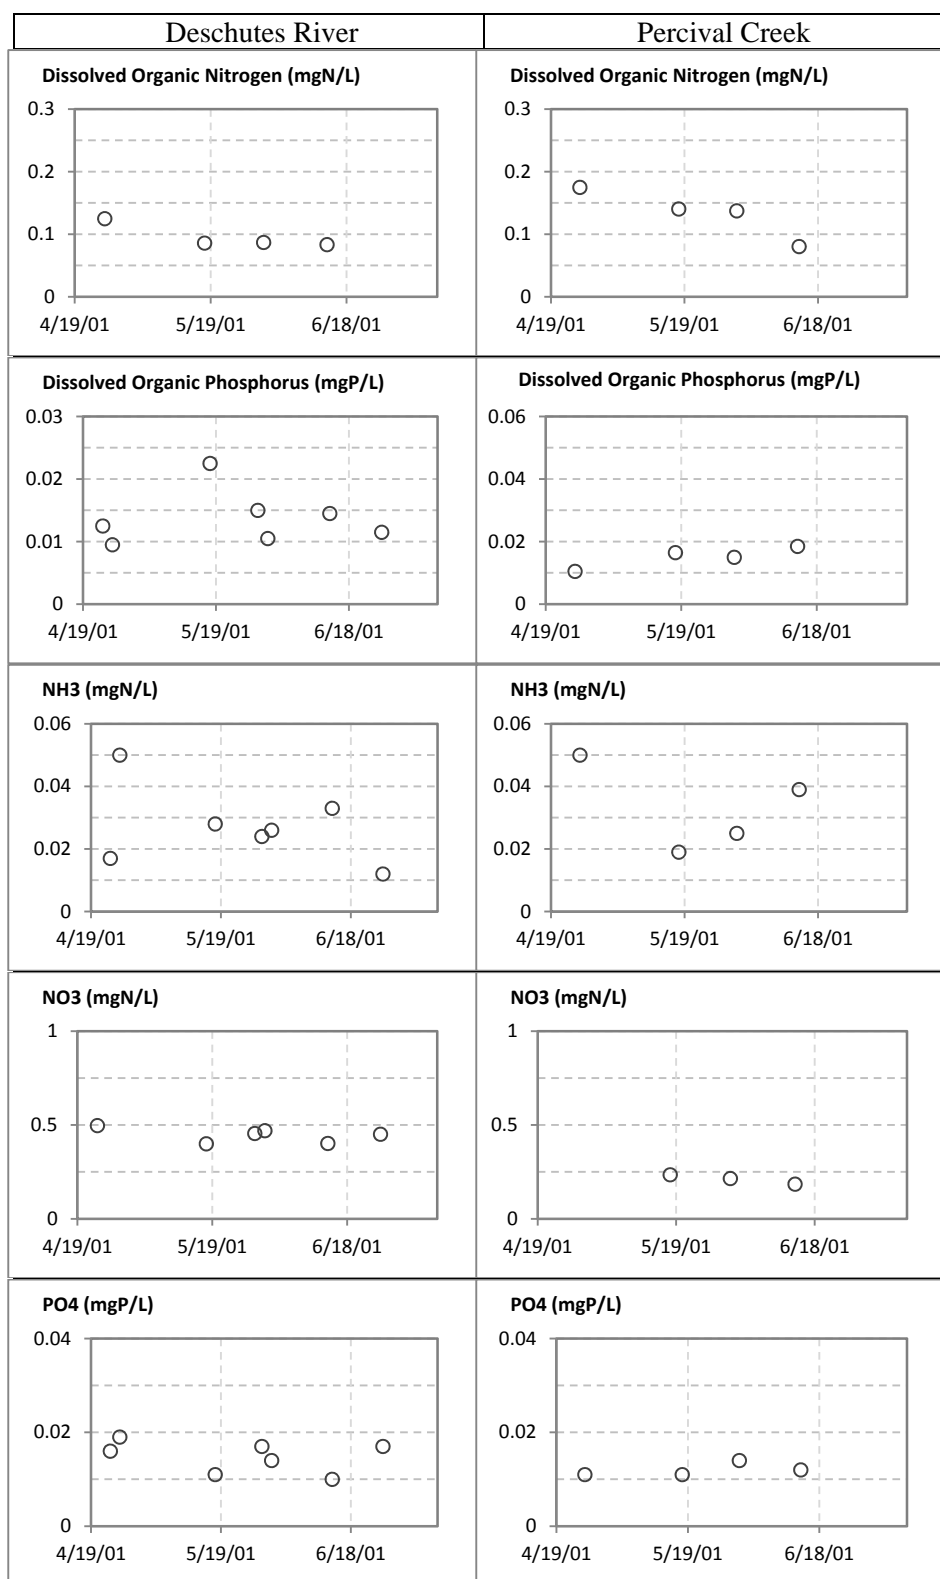 Deschutes River Percival Creek
Dissolved Organic Nitrogen (mgN/L)
0.3
0.2
0.1
0
4/19/01 5/19/01 6/18/01
Dissolved Organic Nitrogen (mgN/L)
0.3
0.2
0.1
0
4/19/01 5/19/01 6/18/01
Dissolved Organic Phosphorus (mgP/L)
0.03
0.02
0.01
0
4/19/01 5/19/01 6/18/01
Dissolved Organic Phosphorus (mgP/L)
0.06
0.04
0.02
0
4/19/01 5/19/01 6/18/01
NH3 (mgN/L)
0.06
0.04
0.02
0
4/19/01 5/19/01 6/18/01
NH3 (mgN/L)
0.06
0.04
0.02
0
4/19/01 5/19/01 6/18/01
NO3 (mgN/L)
1
0.5
0
4/19/01 5/19/01 6/18/01
NO3 (mgN/L)
1
0.5
0
4/19/01 5/19/01 6/18/01
PO4 (mgP/L)
0.04
0.02
0
4/19/01 5/19/01 6/18/01
PO4 (mgP/L)
0.04
0.02
0
4/19/01 5/19/01 6/18/01